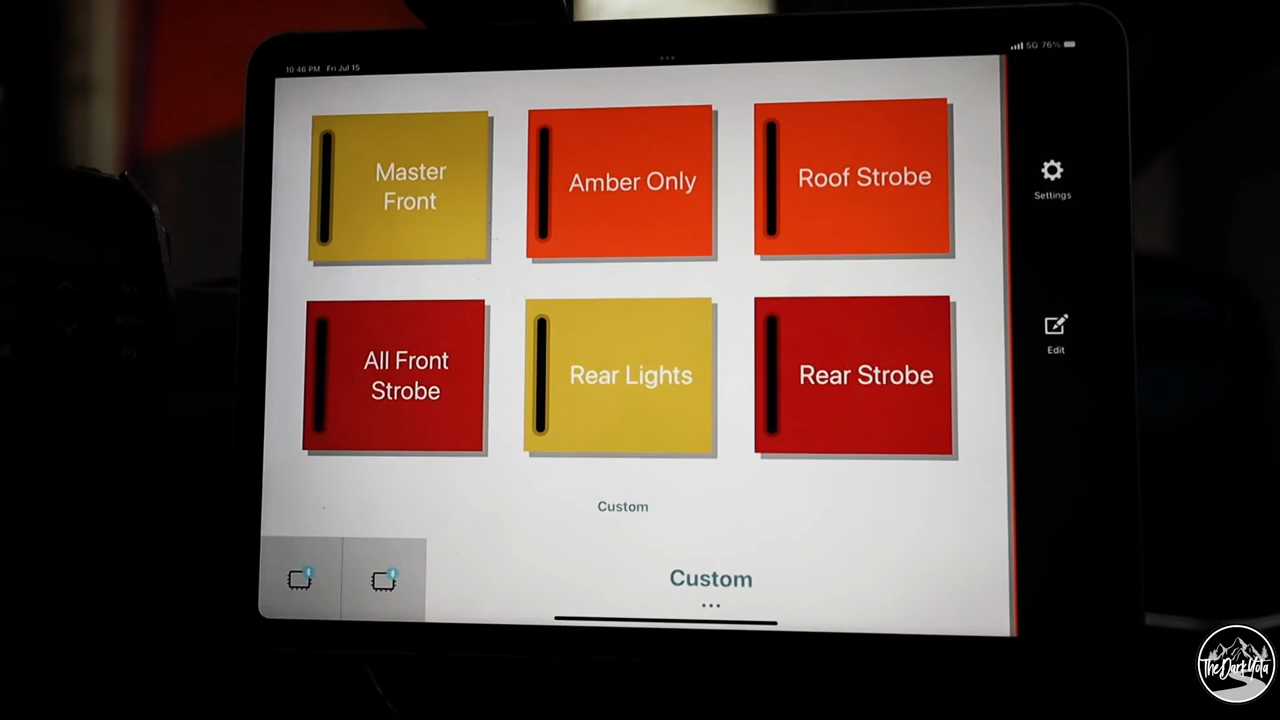 10:46 PM Fri Jul 15
5G 76%
Master
Front
Amber Only
Roof Strobe
Settings
All Front
Strobe
Rear Lights
Rear Strobe
Edit
Custom
Custom
TheDarkYota